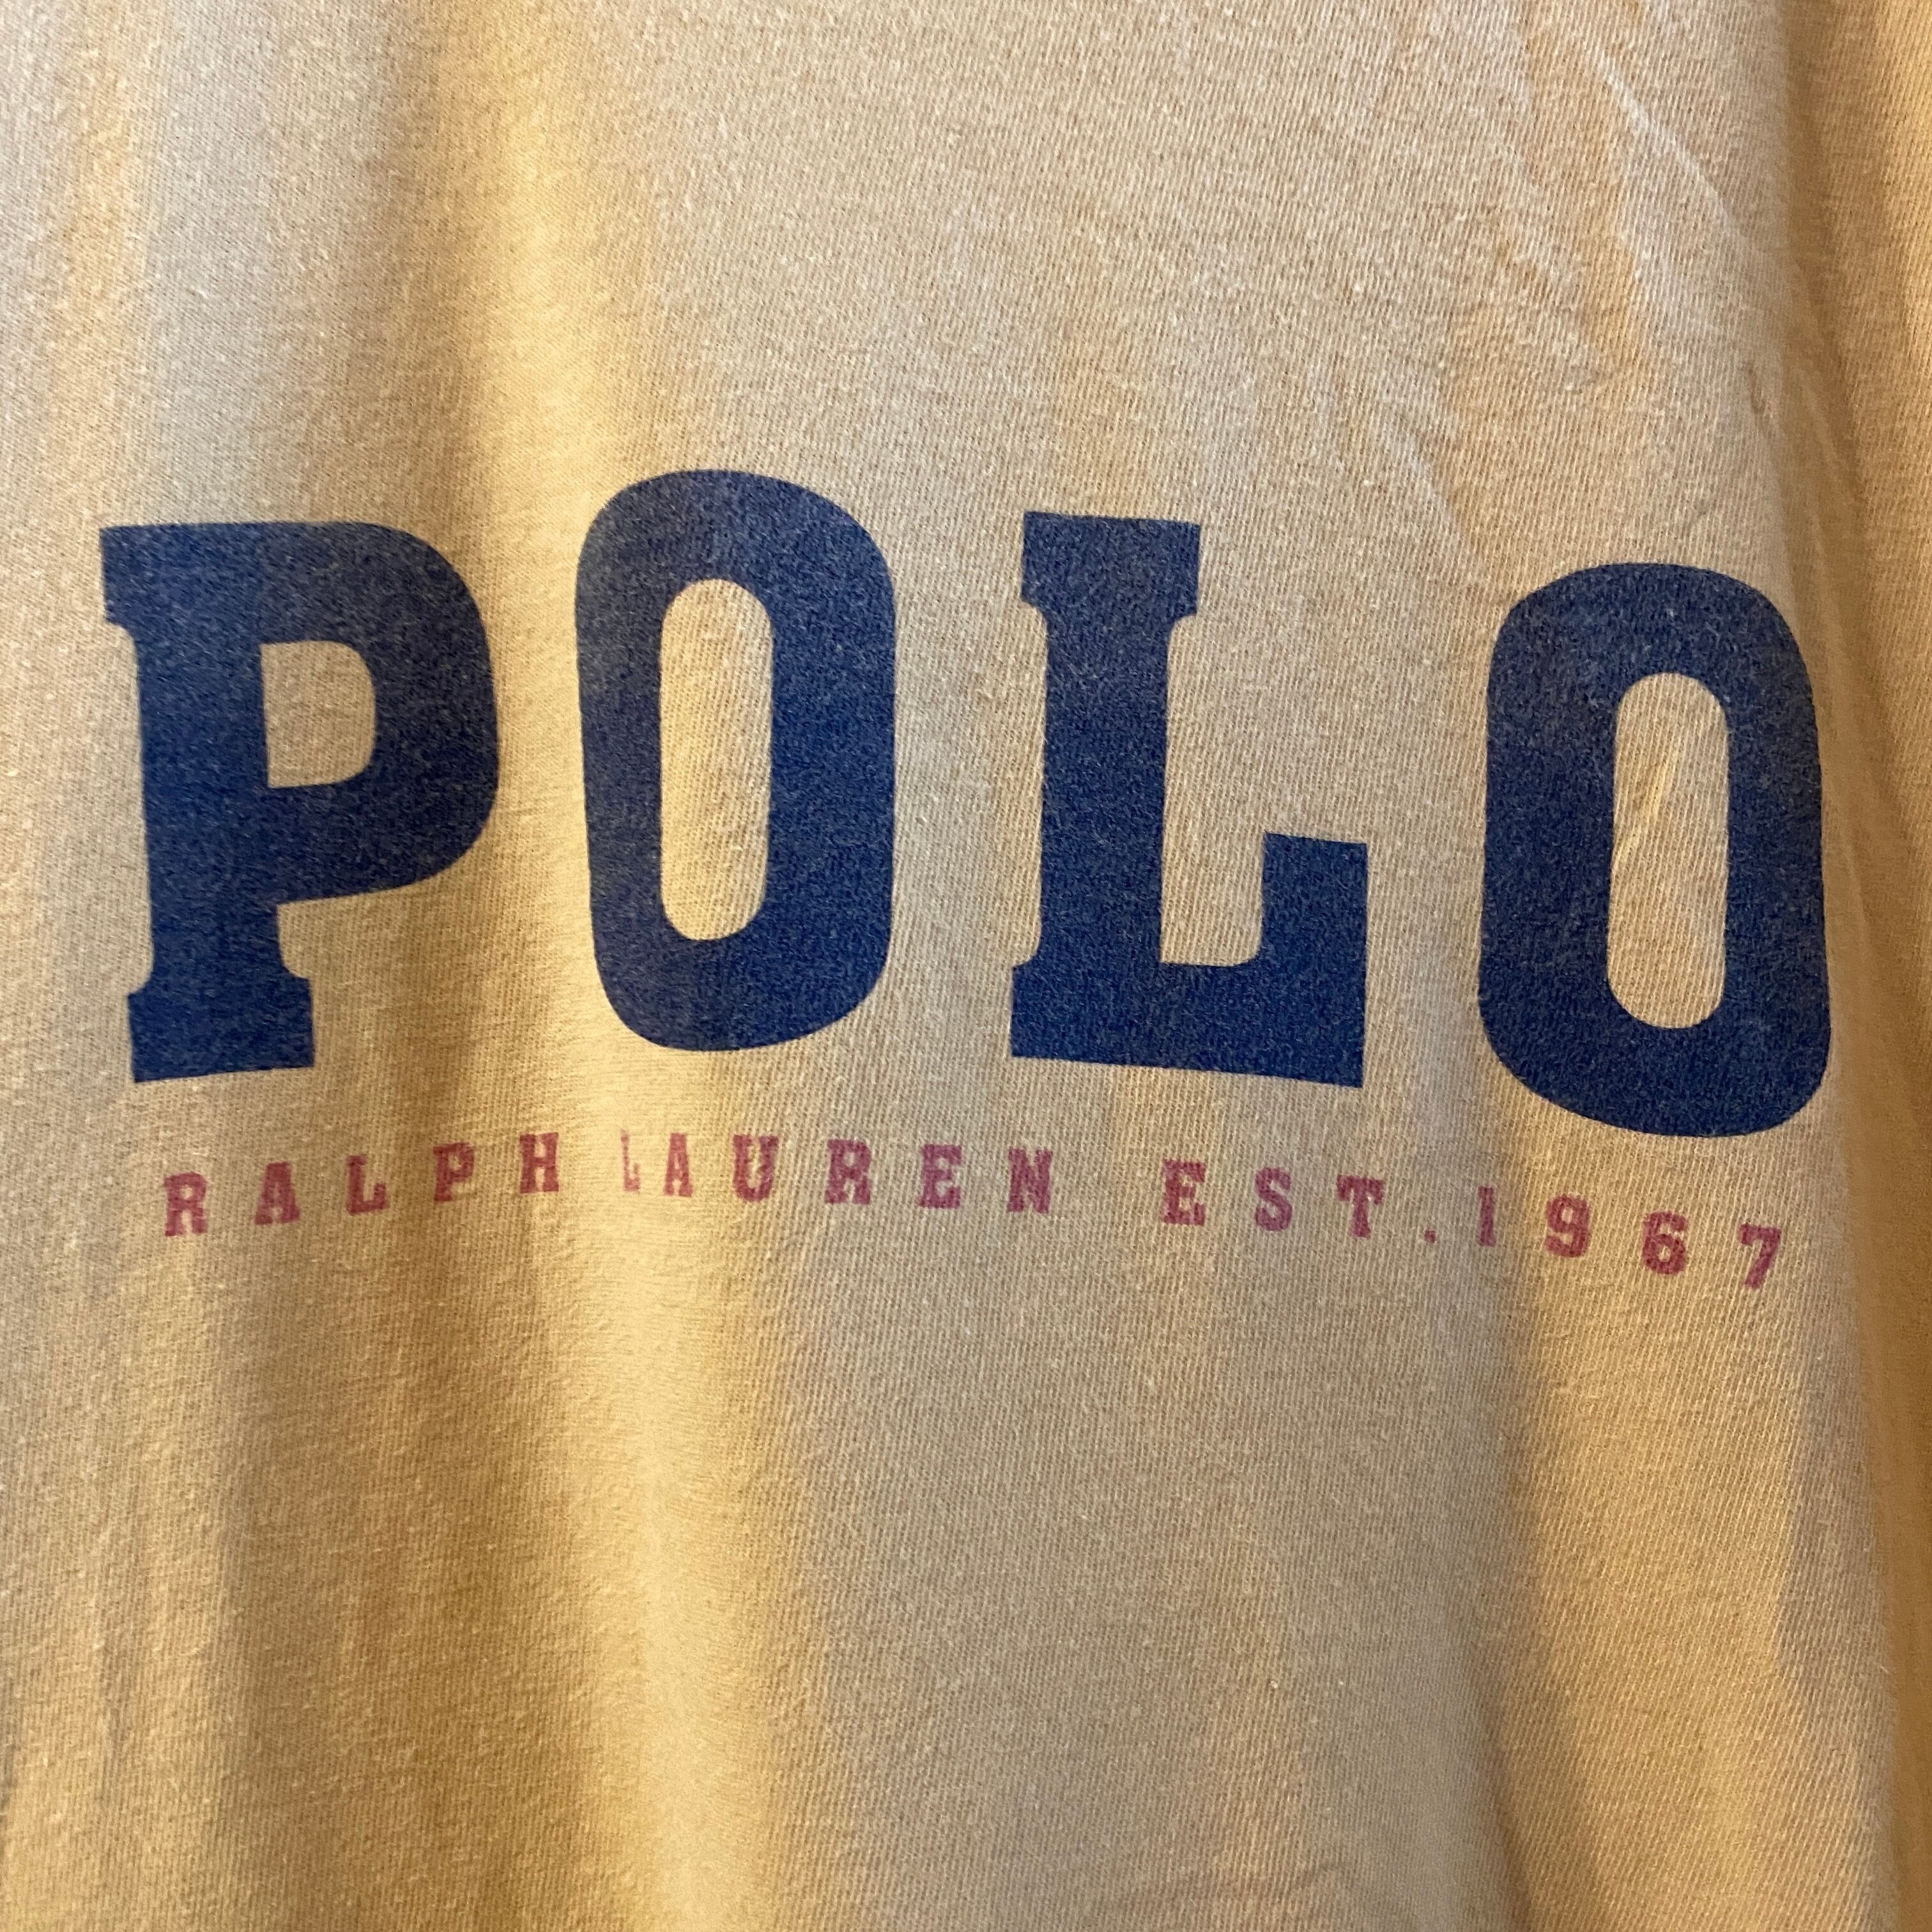 POLO
RALPH LAUREN EST. 1967